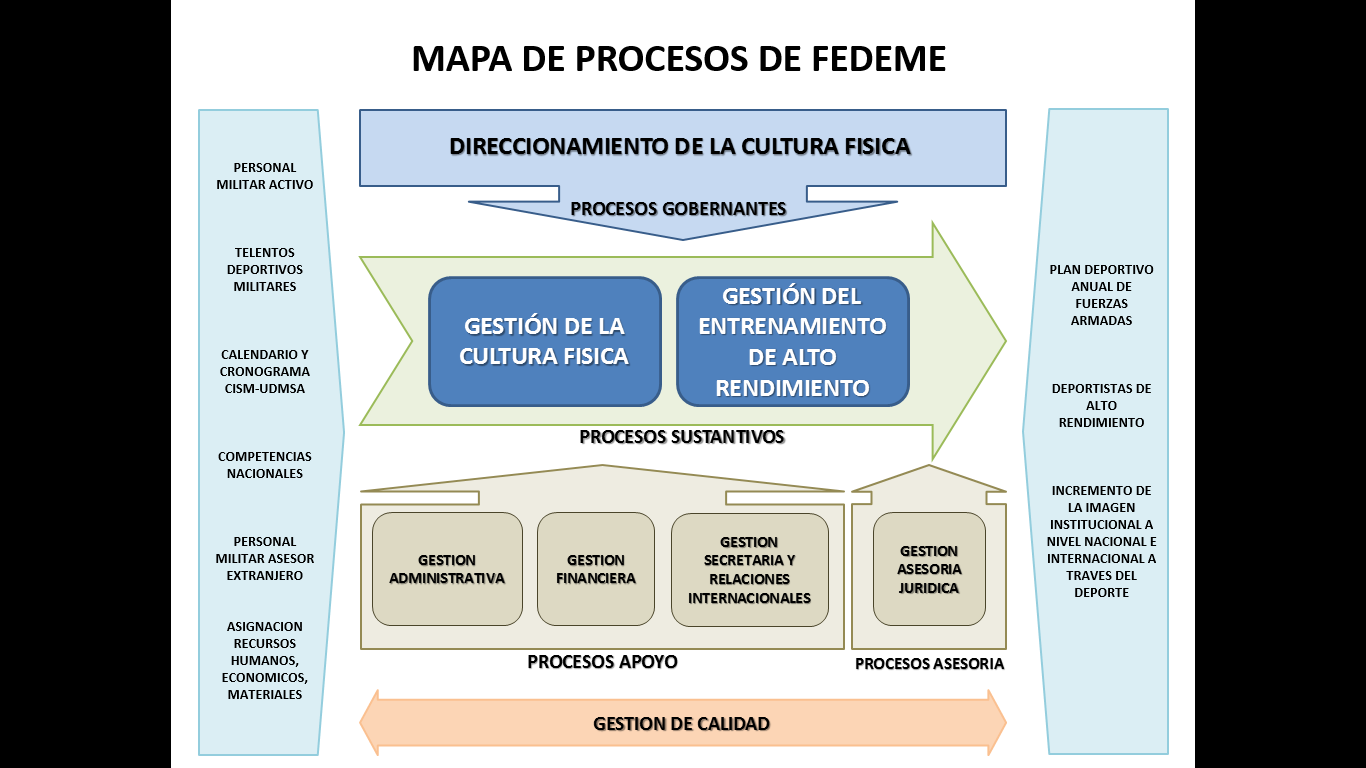 MAPA DE PROCESOS DE FEDEME
PERSONAL
MILITAR ACTIVO
TELENTOS
DEPORTIVOS
MILITARES
CALENDARIO Y
CRONOGRAMA
CISM-UDMSA
COMPETENCIAS
NACIONALES
PERSONAL
MILITAR ASESOR
EXTRANJERO
ASIGNACION
RECURSOS
HUMANOS,
ECONOMICOS,
MATERIALES
DIRECCIONAMIENTO DE LA CULTURA FISICA
PROCESOS GOBERNANTES
GESTIÓN DE LA
CULTURA FISICA
GESTIÓN DEL
ENTRENAMIENTO
DE ALTO
RENDIMIENTO
PROCESOS SUSTANTIVOS
GESTION
ADMINISTRATIVA
GESTION
FINANCIERA
GESTION
SECRETARIA Y
RELACIONES
INTERNACIONALES
GESTION
ASESORIA
JURIDICA
PROCESOS APOYO
PROCESOS ASESORIA
GESTION DE CALIDAD
PLAN DEPORTIVO
ANUAL DE
FUERZAS
ARMADAS
DEPORTISTAS DE
ALTO
RENDIMIENTO
INCREMENTO DE
LA IMAGEN
INSTITUCIONAL A
NIVEL NACIONAL E
INTERNACIONAL A
TRAVES DEL
DEPORTE